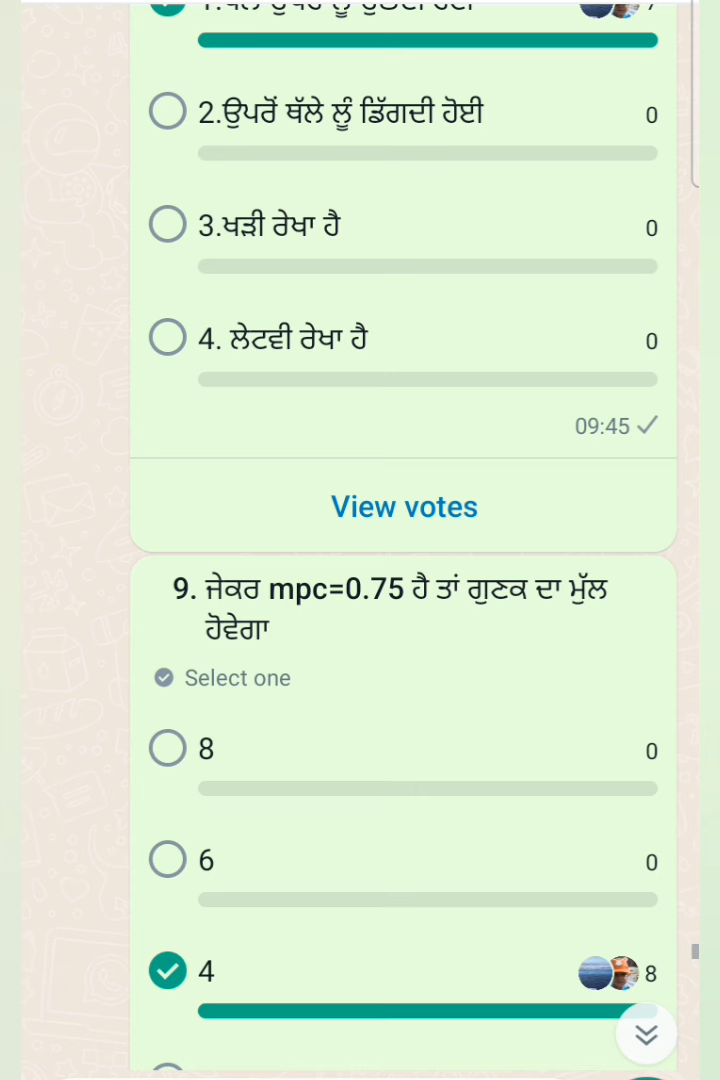 2.ਉਪਰੋਂ ਥੱਲੇ ਲੂੰ ਡਿੱਗਦੀ ਹੋਈ
0
3.ਖੜੀ ਰੇਖਾ ਹੈ
0
4. ਲੇਟਵੀ ਰੇਖਾ ਹੈ
0
09:45
View votes
9. ਜੇਕਰ mpc=0.75 ਹੈ ਤਾਂ ਗੁਣਕ ਦਾ ਮੁੱਲ
ਹੋਵੇਗਾ
Select one
8
0
6
0
4
8